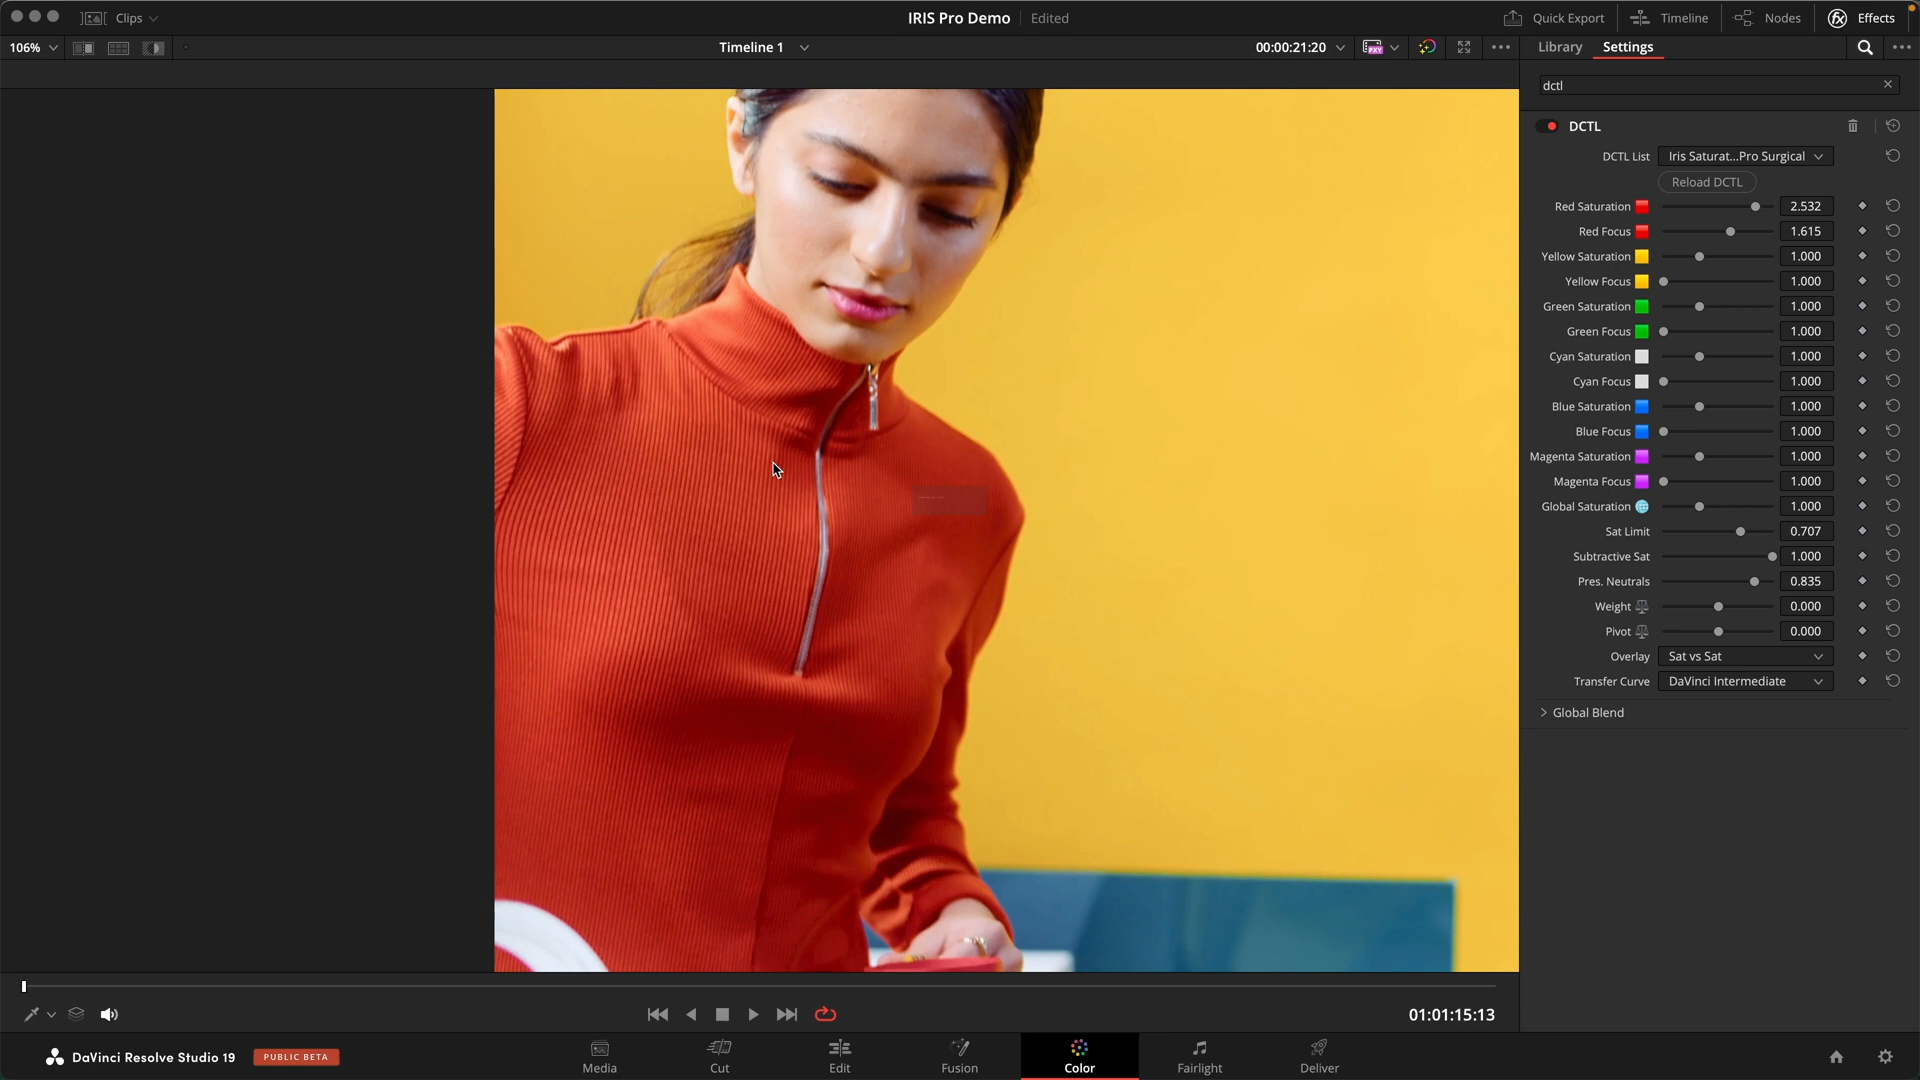 Clips
IRIS Pro Demo
Edited
Quick Export
Timeline
Nodes
Effects
106%
Timeline 1
00:00:21:20
PXY
Library
Settings
dctl
DCTL
DCTL List
Iris Saturat...Pro Surgical
Reload DCTL
Red Saturation 2.532
Red Focus 1.615
Yellow Saturation 1.000
Yellow Focus 1.000
Green Saturation 1.000
Green Focus 1.000
Cyan Saturation 1.000
Cyan Focus 1.000
Blue Saturation 1.000
Blue Focus 1.000
Magenta Saturation 1.000
Magenta Focus 1.000
Global Saturation 1.000
Sat Limit 0.707
Subtractive Sat 1.000
Pres. Neutrals 0.835
Weight 0.000
Pivot 0.000
Overlay Sat vs Sat
Transfer Curve DaVinci Intermediate
Global Blend
01:01:15:13
DaVinci Resolve Studio 19
PUBLIC BETA
Media
Cut
Edit
Fusion
Color
Fairlight
Deliver